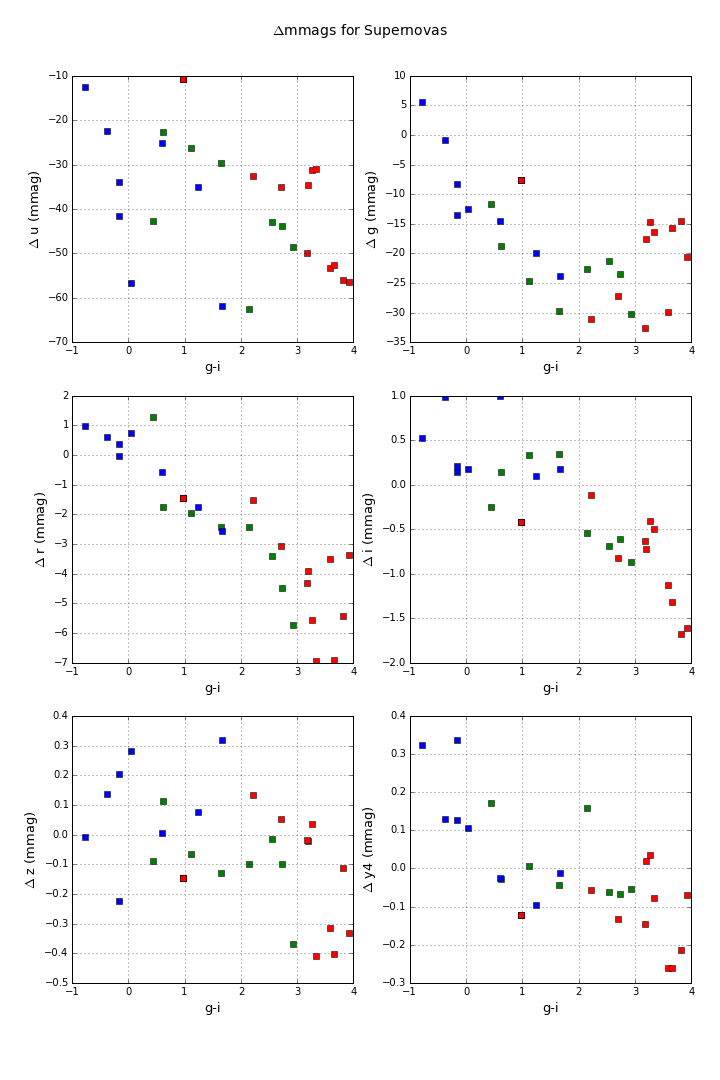 Δmmags for Supernovas
−10
−20
−30
−40
−50
−60
−70
−1 0 1 2 3 4
g-i
Δ u (mmag)
10
5
0
−5
−10
−15
−20
−25
−30
−35
−1 0 1 2 3 4
g-i
Δ g (mmag)
2
1
0
−1
−2
−3
−4
−5
−6
−7
−1 0 1 2 3 4
g-i
Δ r (mmag)
1.0
0.5
0.0
−0.5
−1.0
−1.5
−2.0
−1 0 1 2 3 4
g-i
Δ i (mmag)
0.4
0.3
0.2
0.1
0.0
−0.1
−0.2
−0.3
−0.4
−0.5
−1 0 1 2 3 4
g-i
Δ z (mmag)
0.4
0.3
0.2
0.1
0.0
−0.1
−0.2
−0.3
−1 0 1 2 3 4
g-i
Δ y4 (mmag)